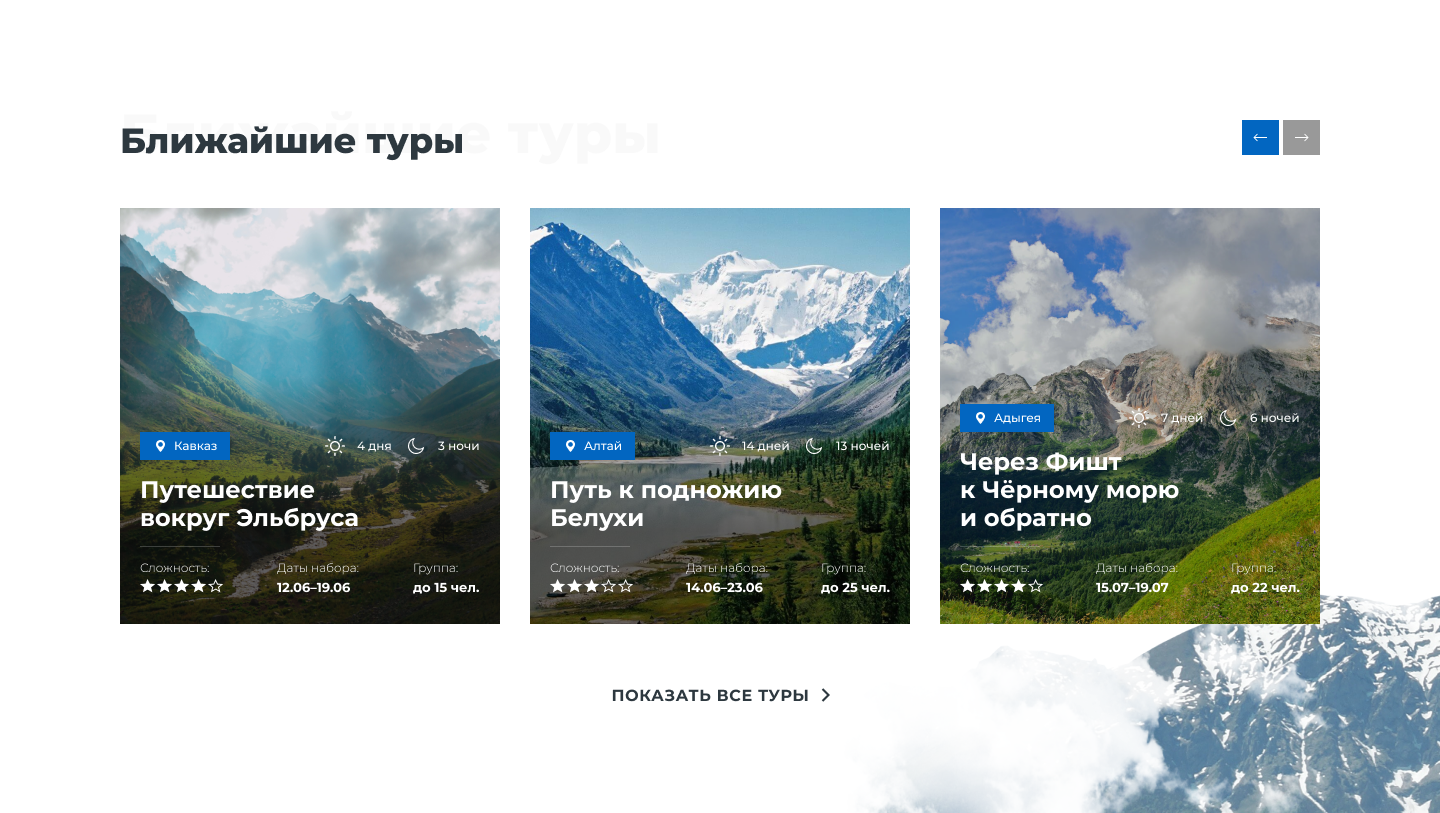 Ближайшие туры
Ближайшие туры
Кавказ
4 дня
3 ночи
Путешествие
вокруг Эльбруса
Сложность:
Даты набора:
Группа:
12.06–19.06
до 15 чел.
Алтай
14 дней
13 ночей
Путь к подножию
Белухи
Сложность:
Даты набора:
Группа:
14.06–23.06
до 25 чел.
Адыгея
7 дней
6 ночей
Через Фишт
к Чёрному морю
и обратно
Сложность:
Даты набора:
Группа:
15.07–19.07
до 22 чел.
ПОКАЗАТЬ ВСЕ ТУРЫ